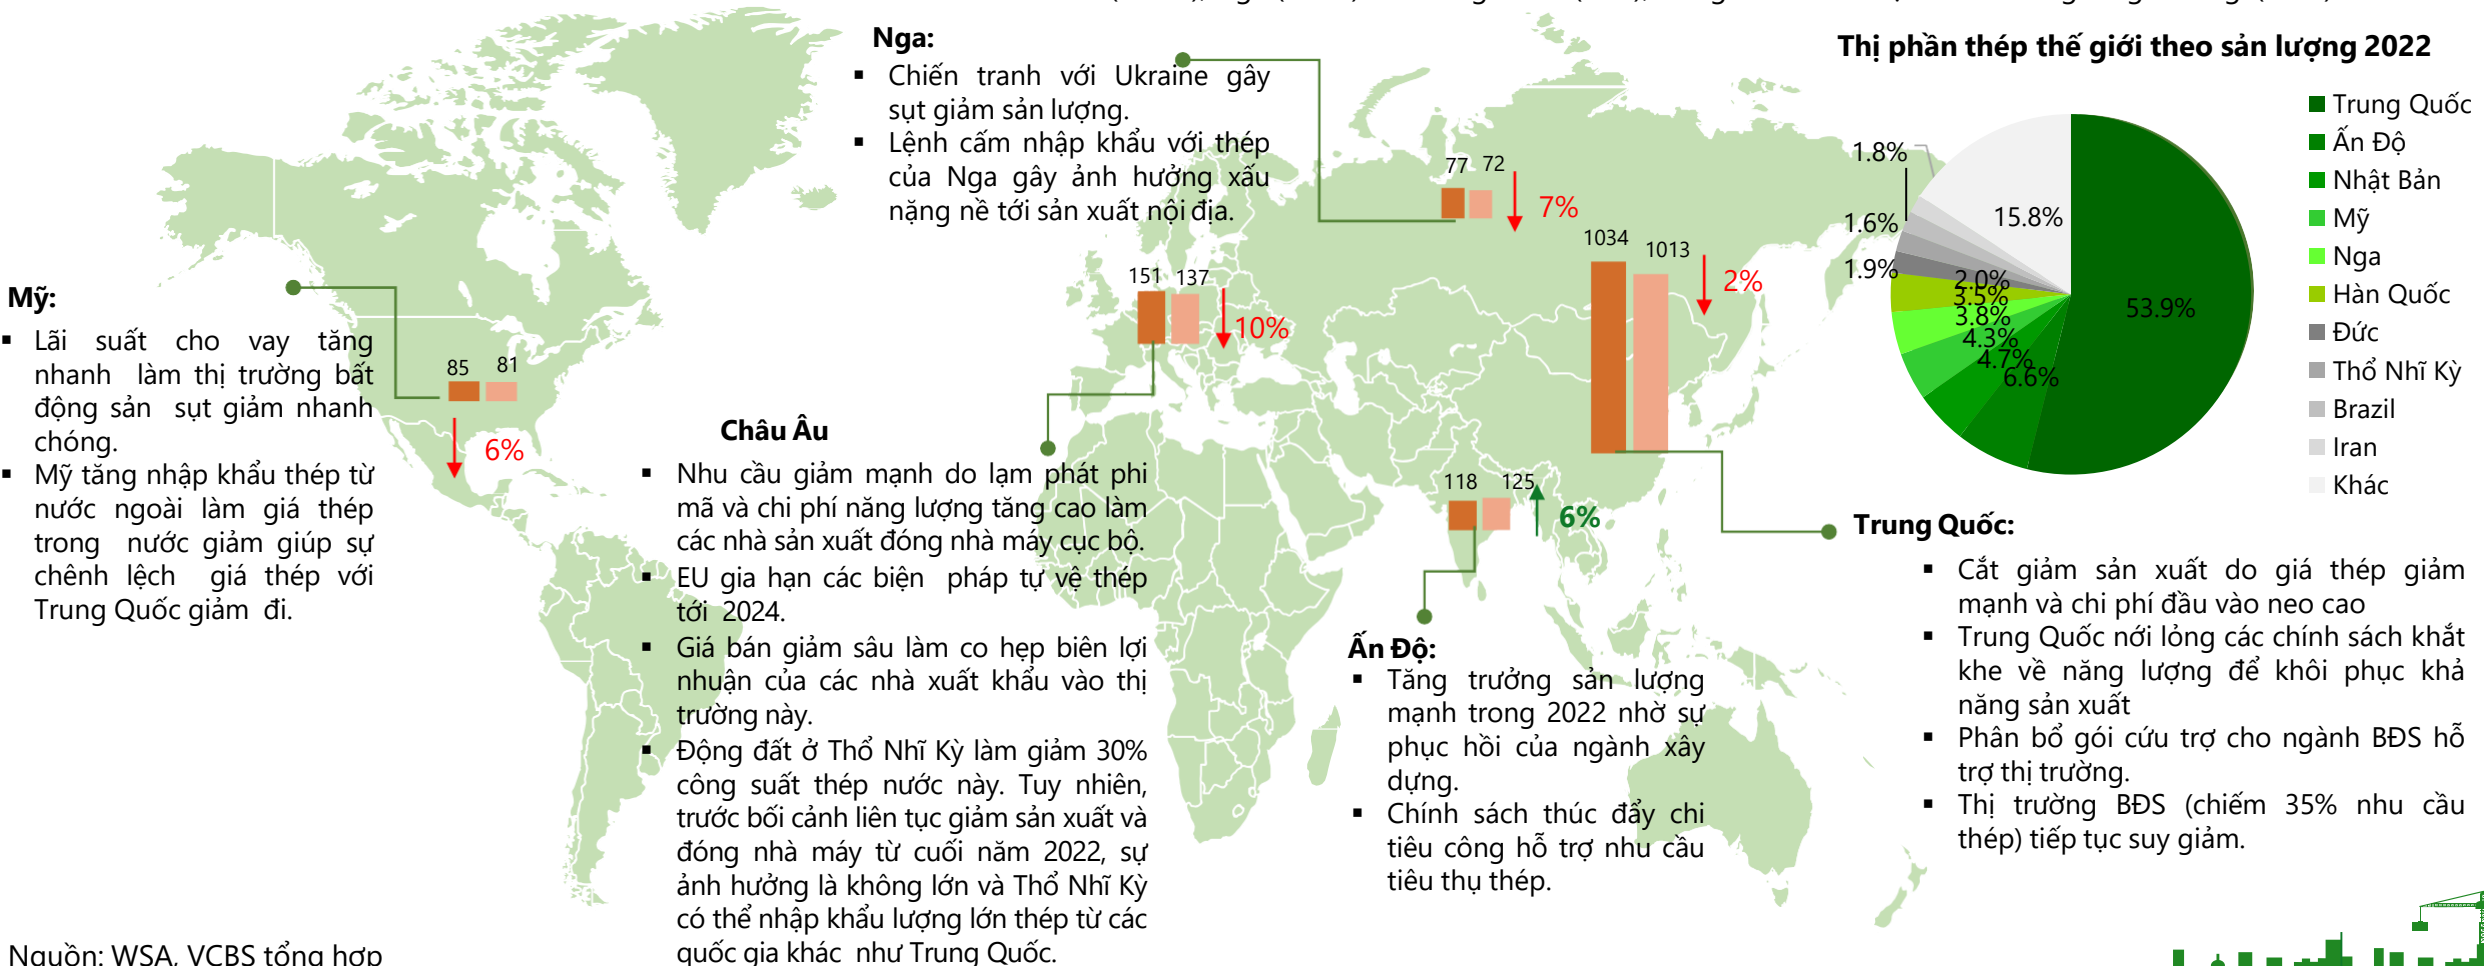 Nga:
▪ Chiến tranh với Ukraine gây
sụt giảm sản lượng.
▪ Lệnh cấm nhập khẩu với thép
của Nga gây ảnh hưởng xấu
nặng nề tới sản xuất nội địa.
77 72
7%
Mỹ:
▪ Lãi suất cho vay tăng
nhanh làm thị trường bất
động sản sụt giảm nhanh
chóng.
▪ Mỹ tăng nhập khẩu thép từ
nước ngoài làm giá thép
trong nước giảm giúp sự
chênh lệch giá thép với
Trung Quốc giảm đi.
85 81
6%
151 137
10%
Châu Âu
▪ Nhu cầu giảm mạnh do lạm phát phi
mã và chi phí năng lượng tăng cao làm
các nhà sản xuất đóng nhà máy cục bộ.
▪ EU gia hạn các biện pháp tự vệ thép
tới 2024.
▪ Giá bán giảm sâu làm co hẹp biên lợi
nhuận của các nhà xuất khẩu vào thị
trường này.
▪ Động đất ở Thổ Nhĩ Kỳ làm giảm 30%
công suất thép nước này. Tuy nhiên,
trước bối cảnh liên tục giảm sản xuất và
đóng nhà máy từ cuối năm 2022, sự
ảnh hưởng là không lớn và Thổ Nhĩ Kỳ
có thể nhập khẩu lượng lớn thép từ các
quốc gia khác như Trung Quốc.
1034 1013
2%
118 125
6%
Ấn Độ:
▪ Tăng trưởng sản lượng
mạnh trong 2022 nhờ sự
phục hồi của ngành xây
dựng.
▪ Chính sách thúc đẩy chi
tiêu công hỗ trợ nhu cầu
tiêu thụ thép.
Thị phần thép thế giới theo sản lượng 2022
53.9%
6.6%
4.7%
4.3%
3.8%
3.5%
2.0%
1.9%
1.6%
1.8%
15.8%
Trung Quốc
Ấn Độ
Nhật Bản
Mỹ
Nga
Hàn Quốc
Đức
Thổ Nhĩ Kỳ
Brazil
Iran
Khác
Trung Quốc:
▪ Cắt giảm sản xuất do giá thép giảm
mạnh và chi phí đầu vào neo cao
▪ Trung Quốc nới lỏng các chính sách khắt
khe về năng lượng để khôi phục khả
năng sản xuất
▪ Phân bổ gói cứu trợ cho ngành BĐS hỗ
trợ thị trường.
▪ Thị trường BĐS (chiếm 35% nhu cầu
thép) tiếp tục suy giảm.
Nguồn: WSA, VCBS tổng hợp